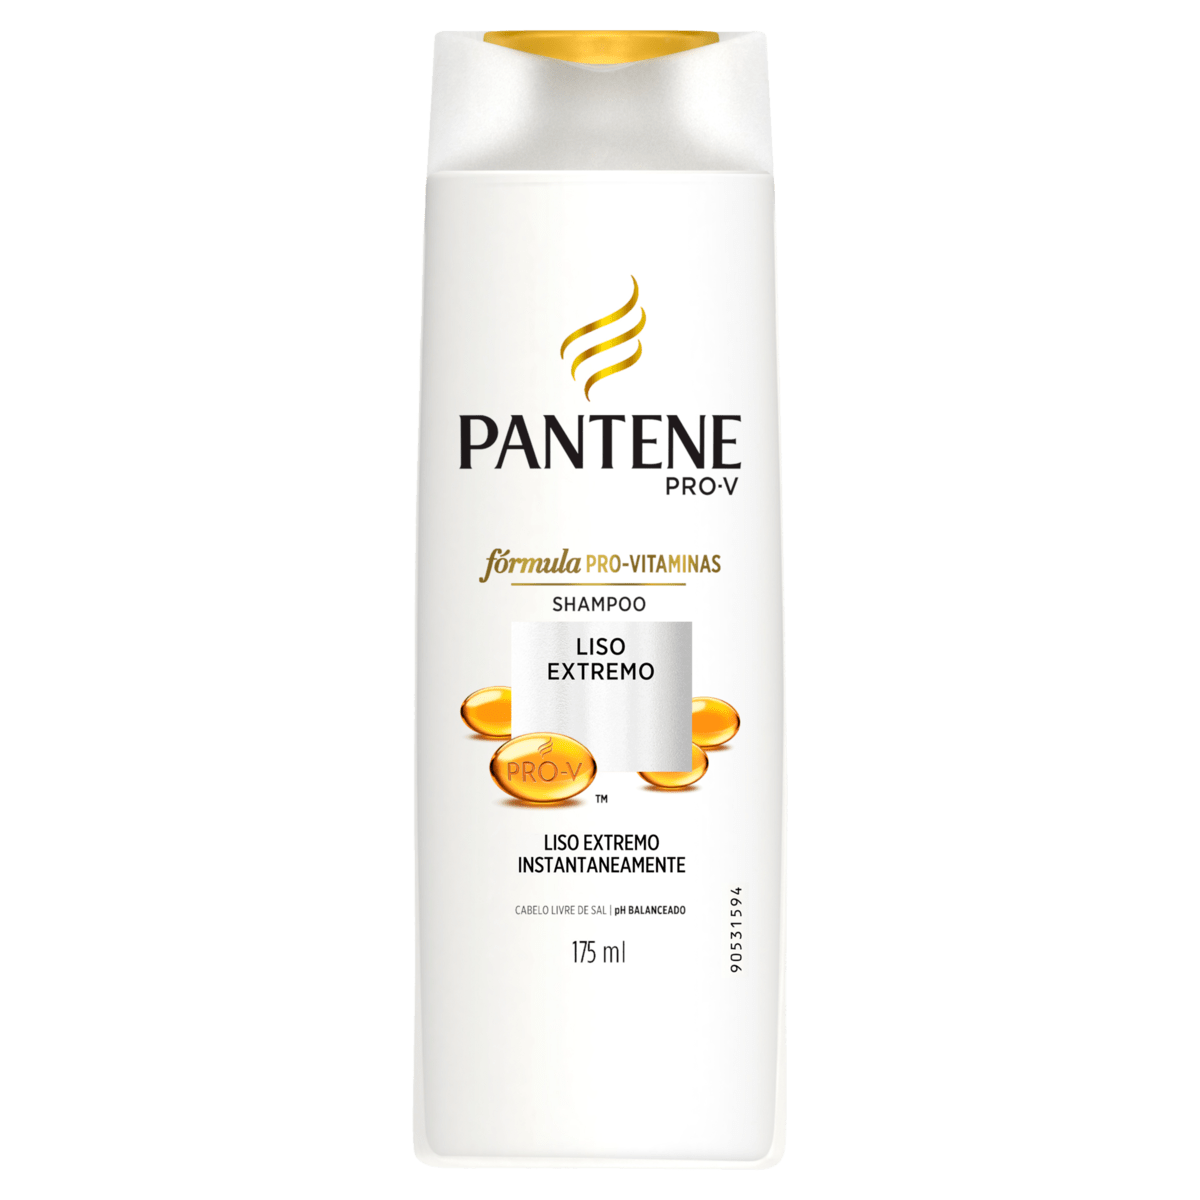 PANTENE
PRO-V
fórmula PRO-VITAMINAS
SHAMPOO
LISO
EXTREMO
PRO-V
TM
LISO EXTREMO
INSTANTANEAMENTE
CABELO LIVRE DE SAL | pH BALANCEADO
175 ml
90531594